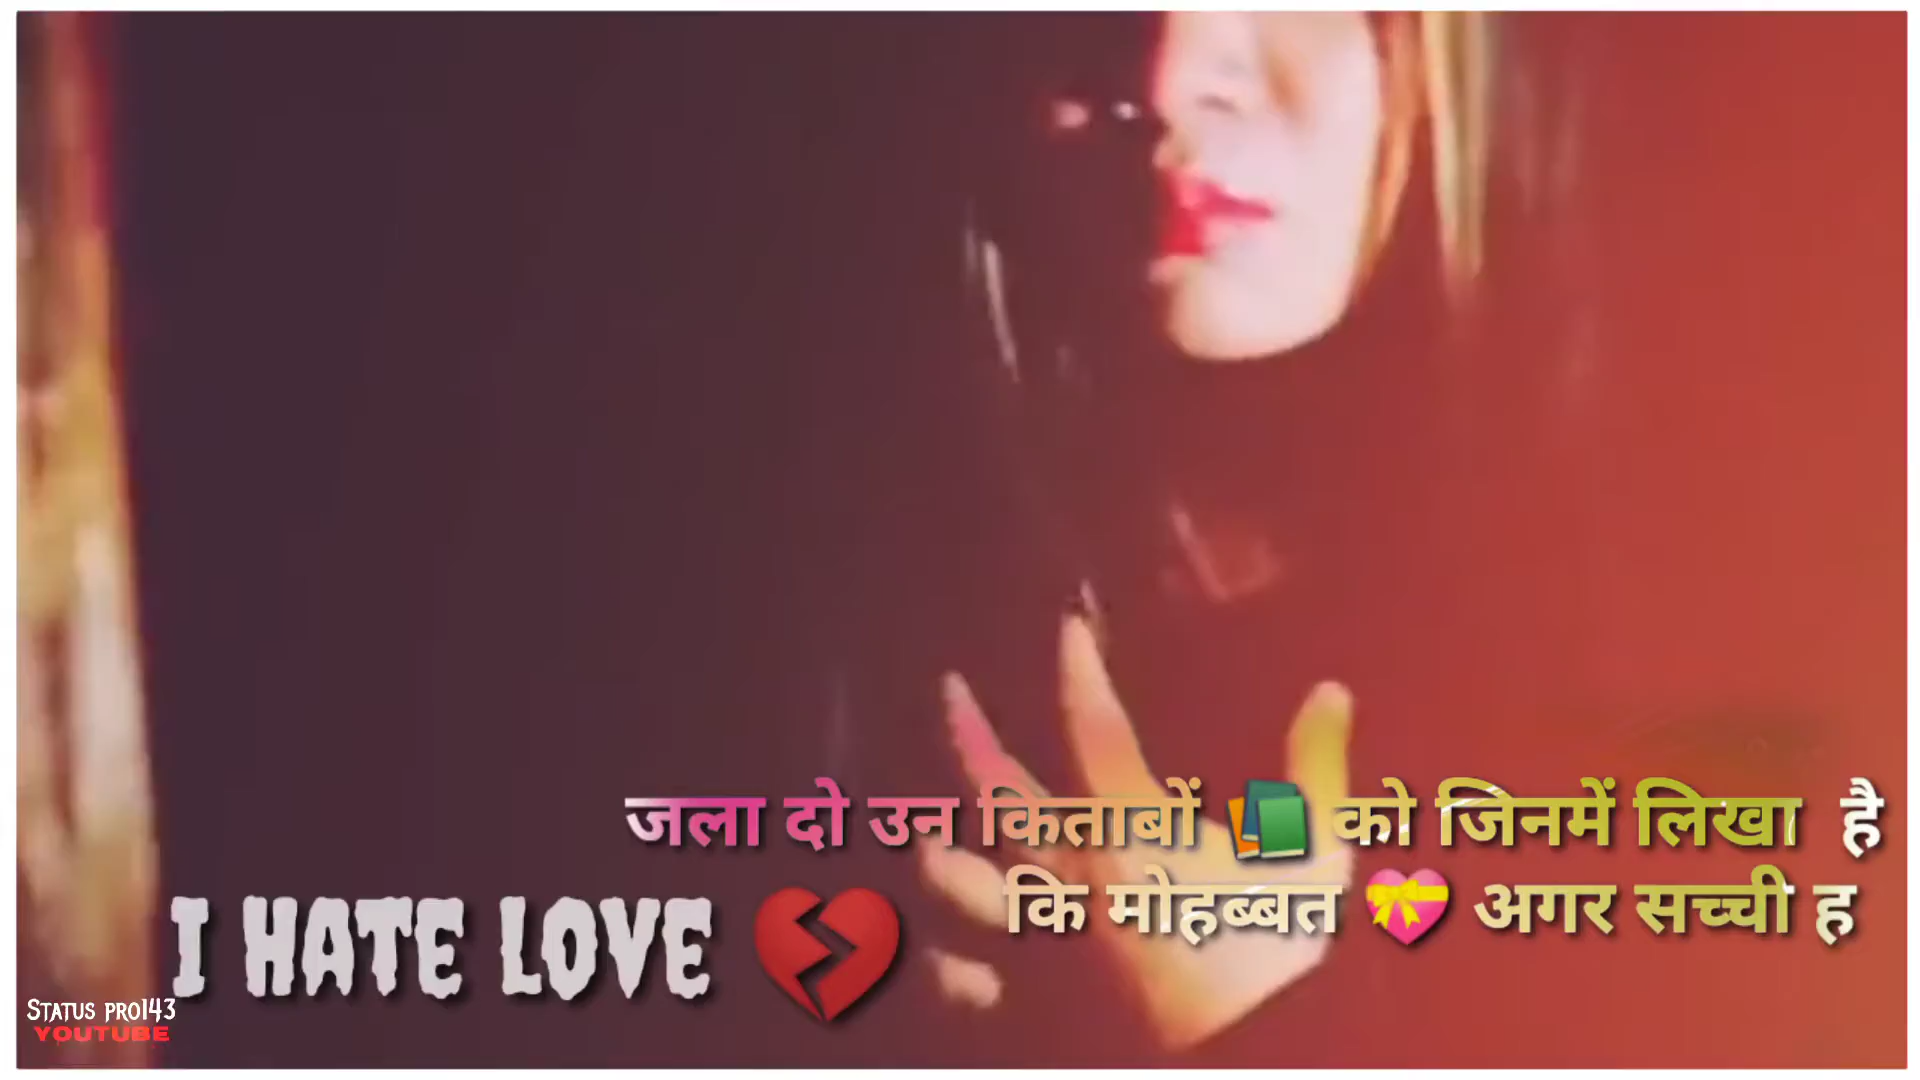 जला दो उन किताबों 📚 को जिनमें लिखा है
कि मोहब्बत 💝 अगर सच्ची ह
I HATE LOVE 💔
STATUS PRO143
YOUTUBE